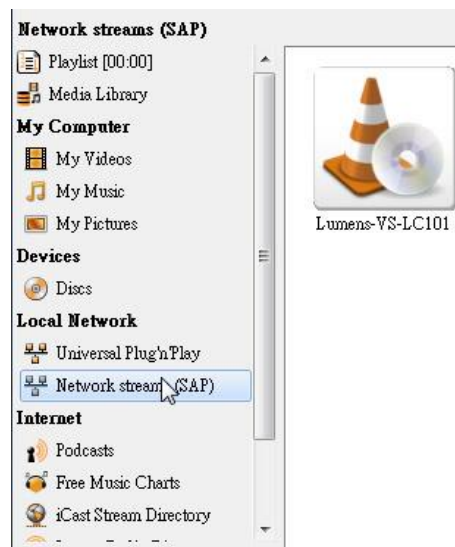 Network streams (SAP)
Playlist [00:00]
Media Library
My Computer
My Videos
My Music
My Pictures
Devices
Discs
Local Network
Universal Plug'n'Play
Network stream (SAP)
Internet
Podcasts
Free Music Charts
iCast Stream Directory
Lumens-VS-LC101